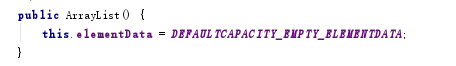 public ArrayList() {
this.elementData = DEFAULTCAPACITY_EMPTY_ELEMENTDATA;
}